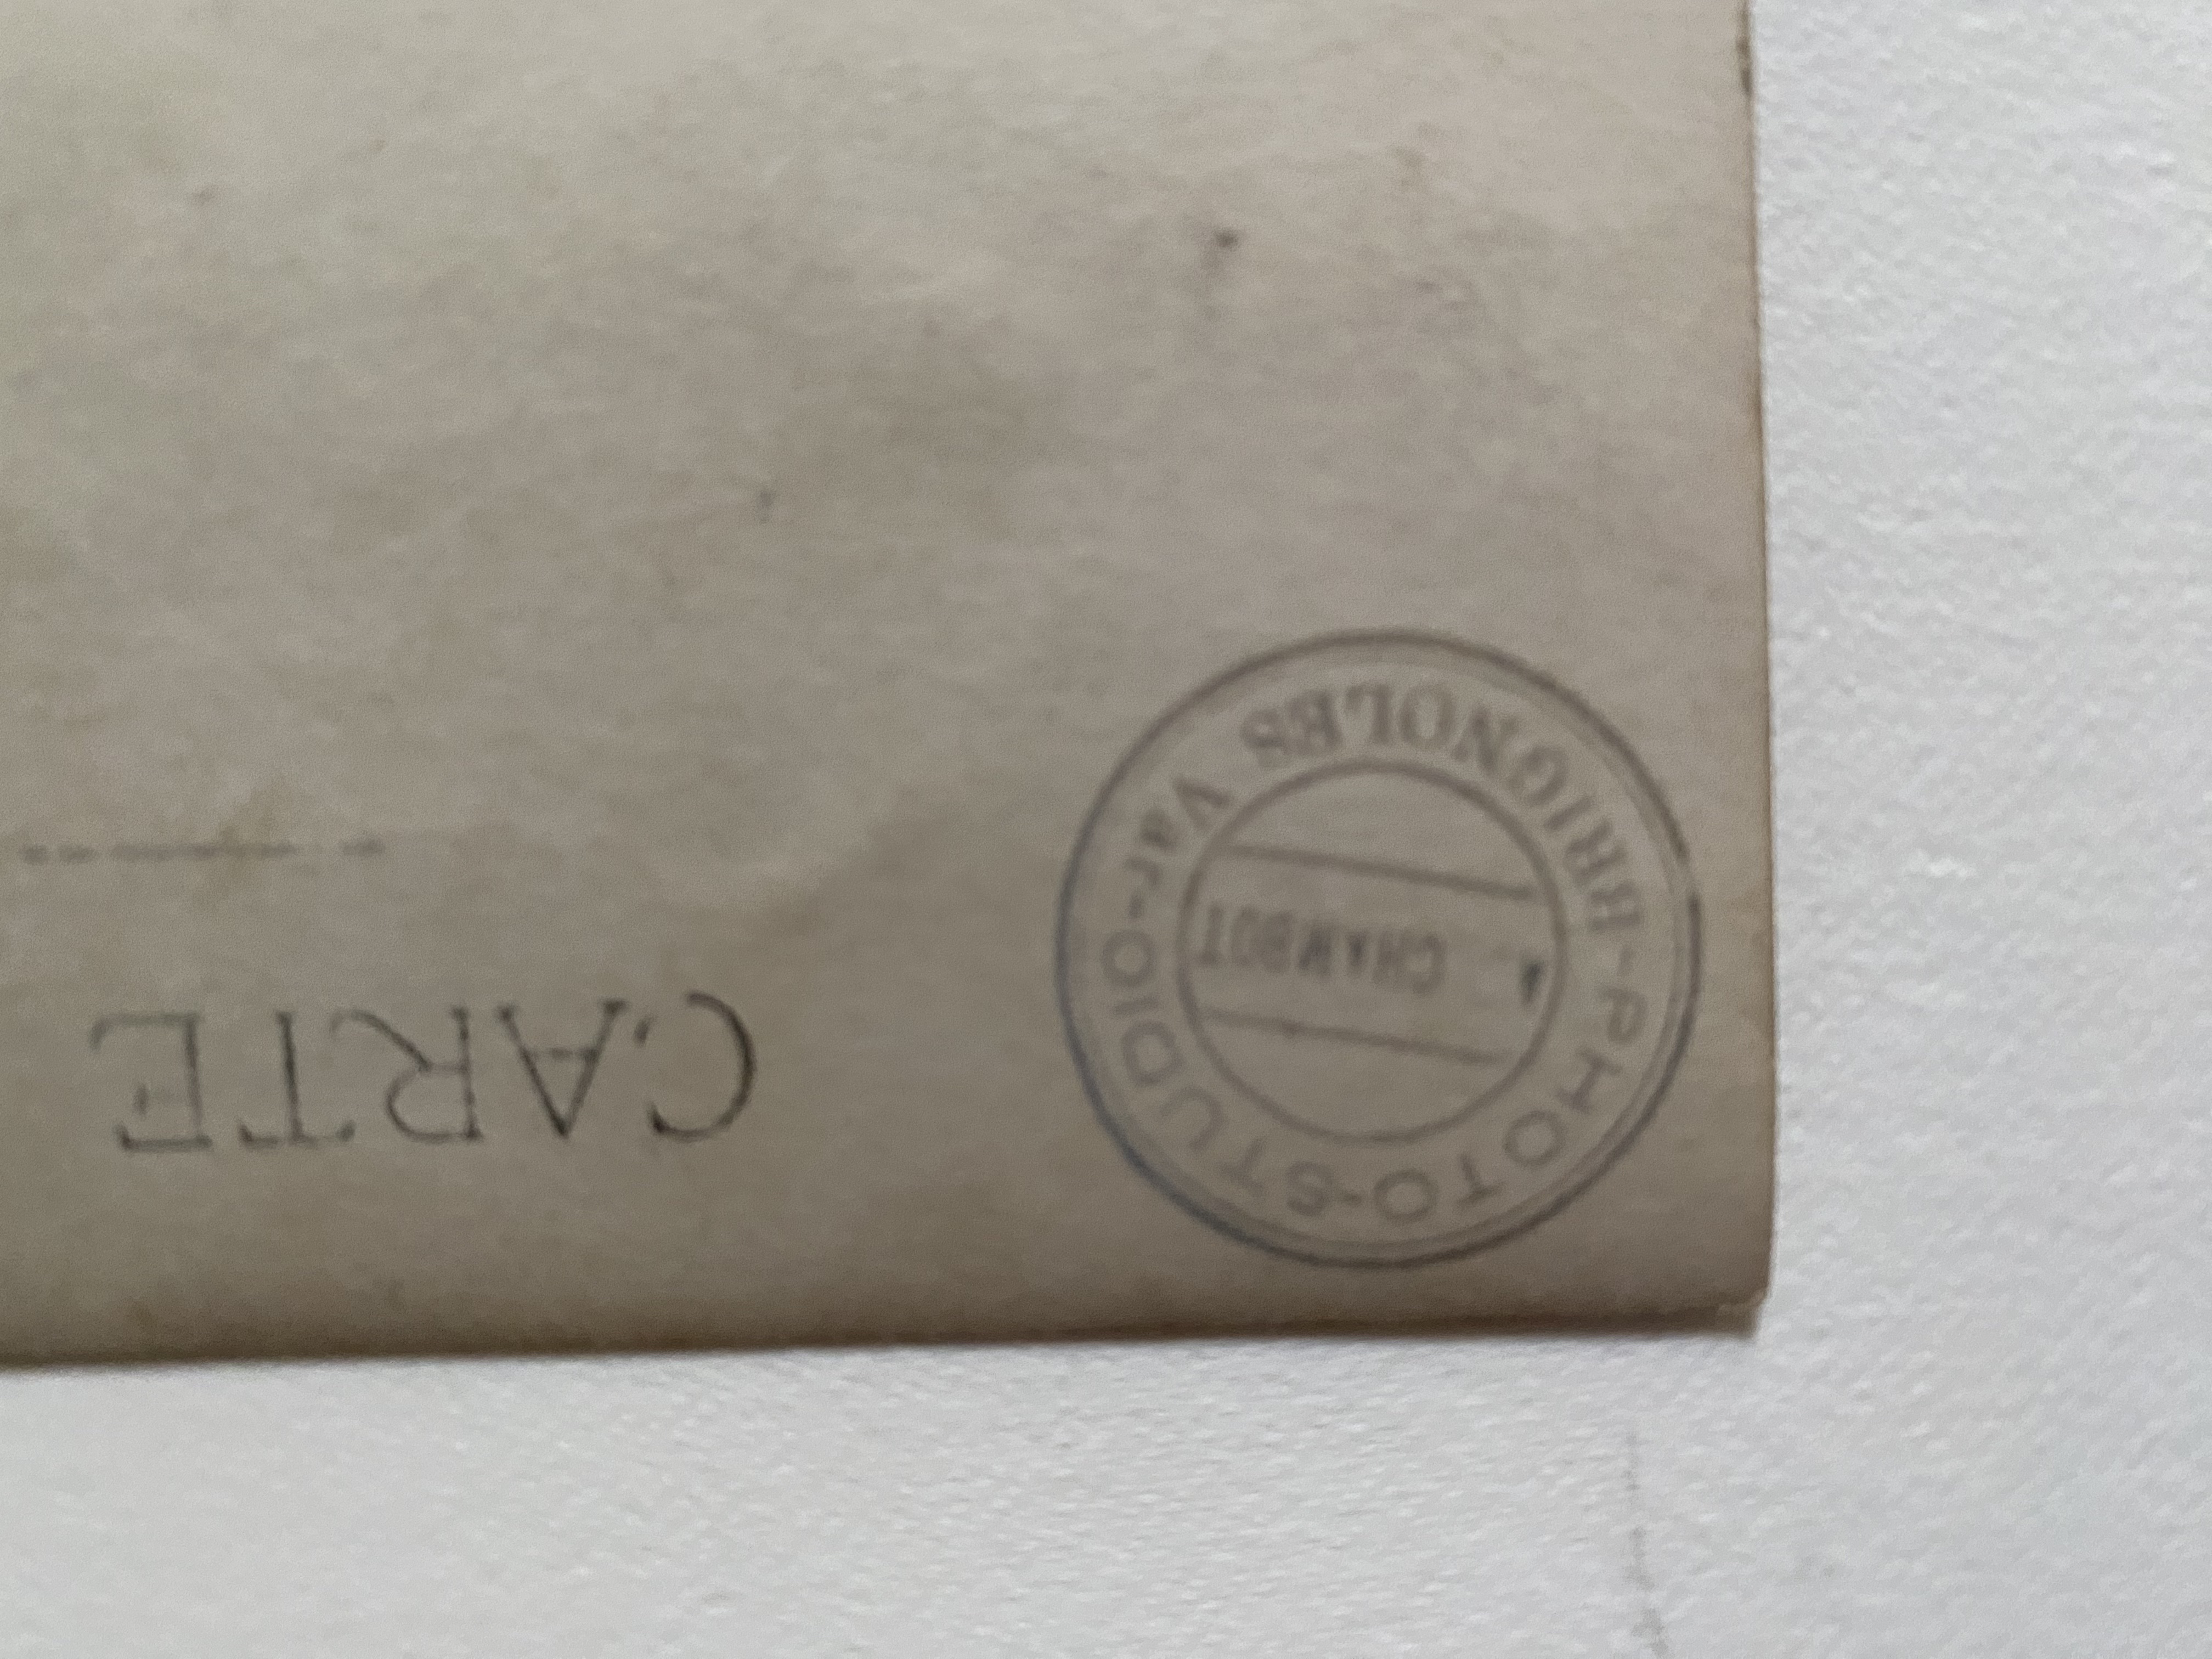 CARTE
PHOTO-STUDIO-
BRIGNOLES Var-
CHAMBOT